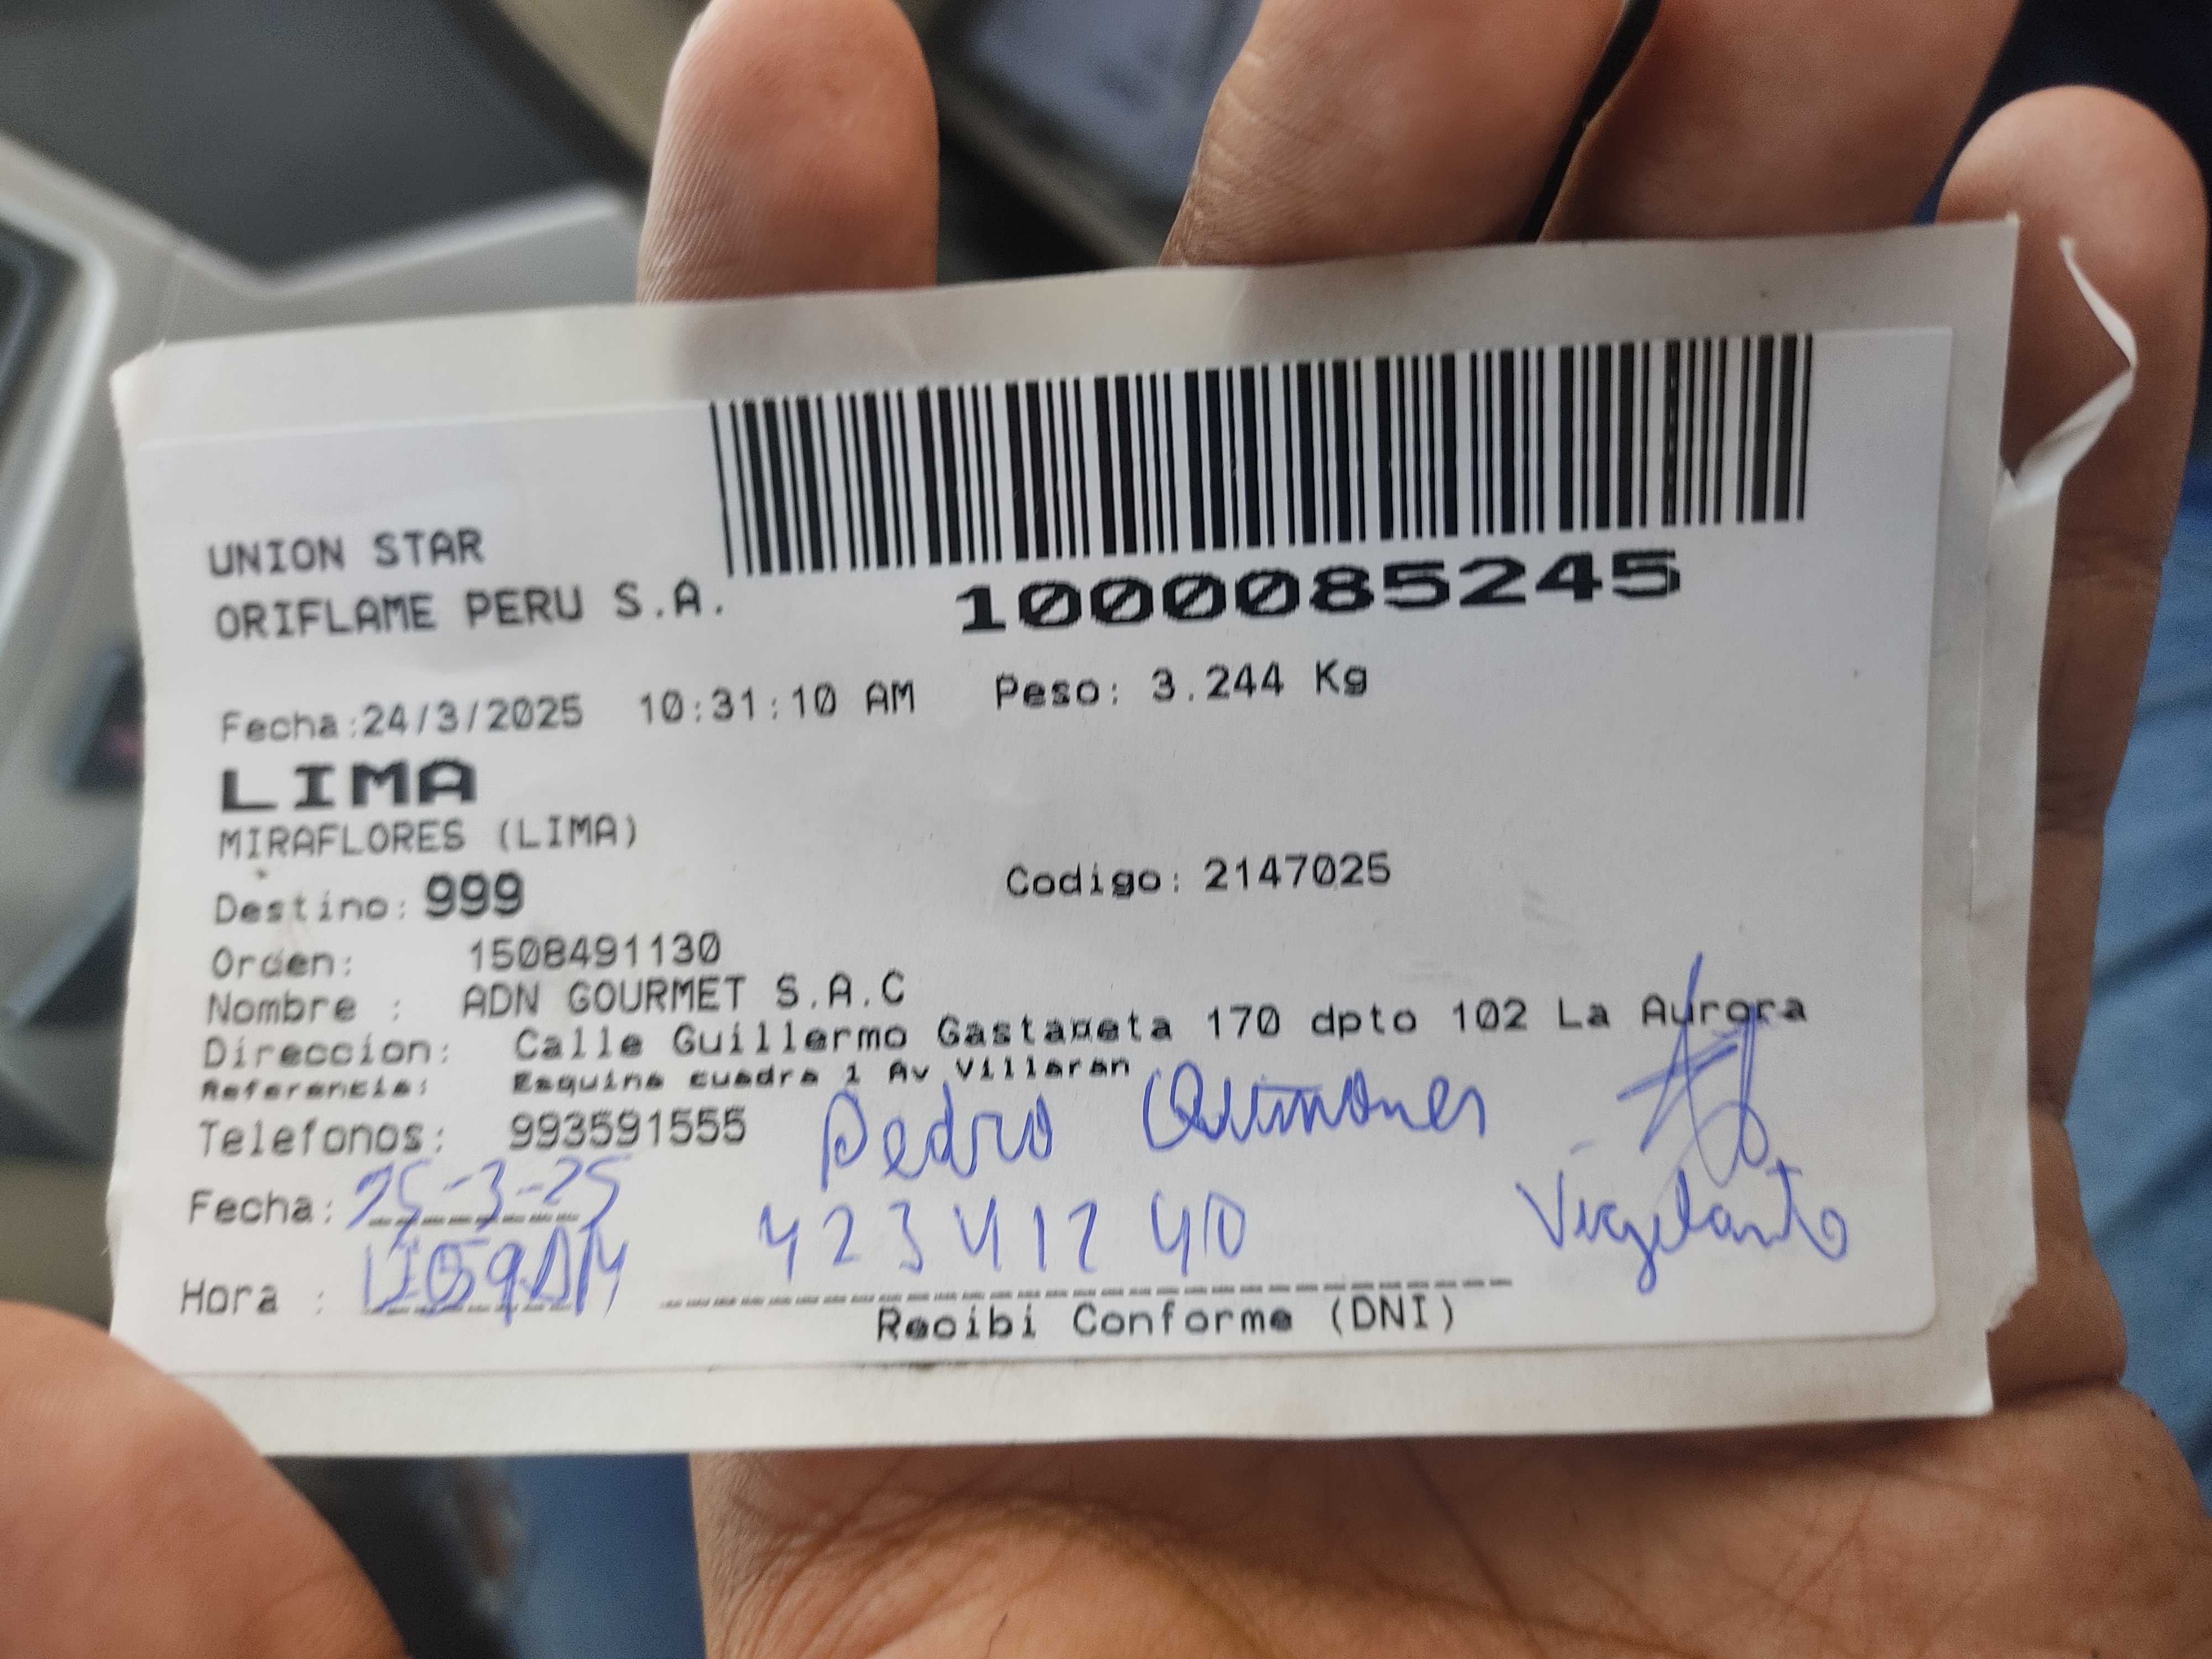 UNION STAR
ORIFLAME PERU S.A.
1000085245
Fecha:24/3/2025 10:31:10 AM Peso: 3.244 Kg
LIMA
MIRAFLORES (LIMA)
Destino: 999 Codigo: 2147025
Orden: 1508491130
Nombre : ADN GOURMET S.A.C
Direccion: Calle Guillermo Gastañeta 170 dpto 102 La Aurora
Referencia: Esquina cuadra 1 Av Villaran
Telefonos: 993591555
Pedro Quiñones
Fecha: 25-3-25
42341240
Vigilante
Hora :
Recibi Conforme (DNI)